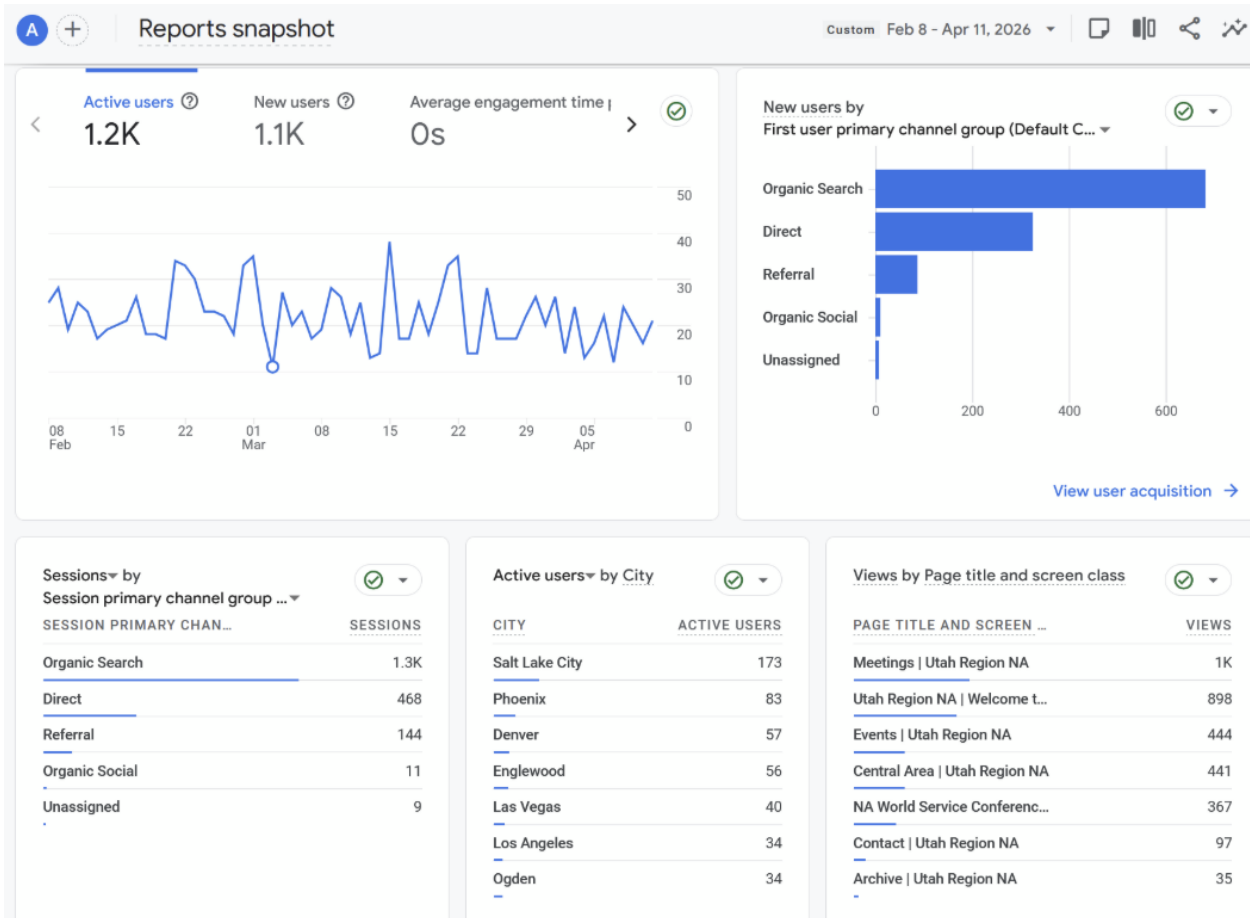 A + Reports snapshot Custom Feb 8 - Apr 11, 2026
Active users New users Average engagement time
1.2K 1.1K 0s
50
40
30
20
10
0
08 15 22 01 08 15 22 29 05
Feb Mar Apr
New users by
First user primary channel group (Default C...
Organic Search
Direct
Referral
Organic Social
Unassigned
0 200 400 600
View user acquisition
Sessions by
Session primary channel group ...
SESSION PRIMARY CHAN... SESSIONS
Organic Search 1.3K
Direct 468
Referral 144
Organic Social 11
Unassigned 9
Active users by City
CITY ACTIVE USERS
Salt Lake City 173
Phoenix 83
Denver 57
Englewood 56
Las Vegas 40
Los Angeles 34
Ogden 34
Views by Page title and screen class
PAGE TITLE AND SCREEN ... VIEWS
Meetings | Utah Region NA 1K
Utah Region NA | Welcome t... 898
Events | Utah Region NA 444
Central Area | Utah Region NA 441
NA World Service Conferenc... 367
Contact | Utah Region NA 97
Archive | Utah Region NA 35